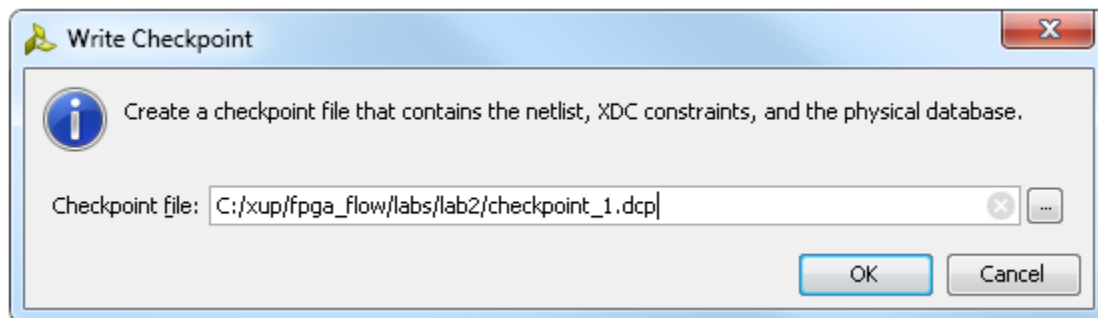 Write Checkpoint
Create a checkpoint file that contains the netlist, XDC constraints, and the physical database.
Checkpoint file: C:/xup/fpga_flow/labs/lab2/checkpoint_1.dcp ...
OK Cancel